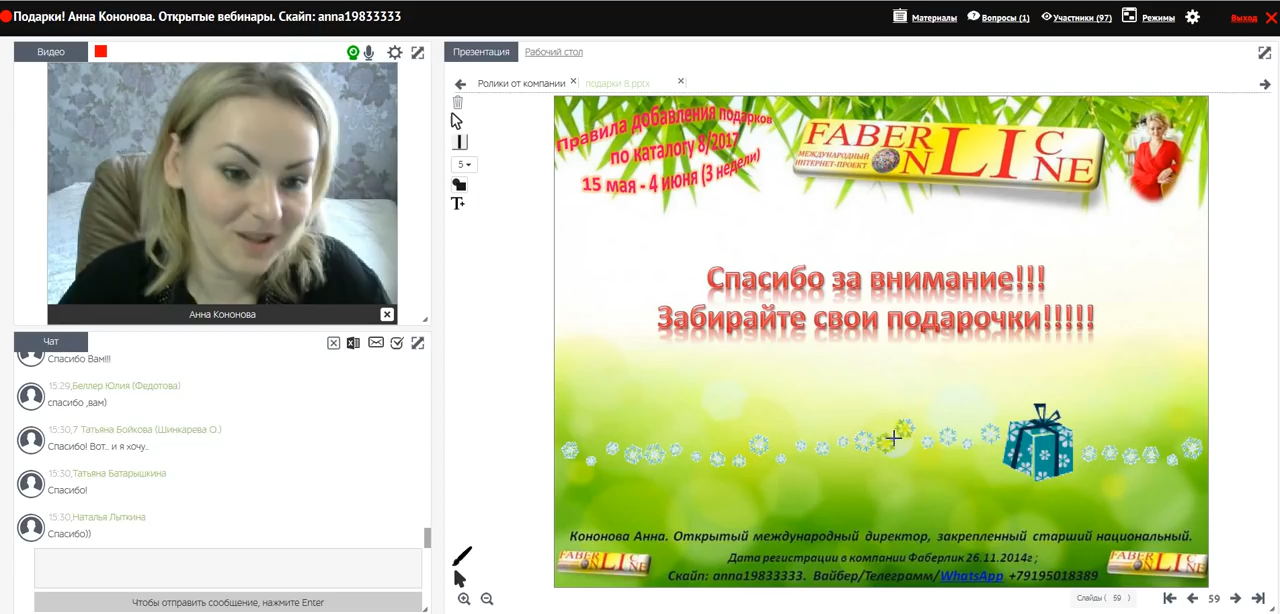 Подарки! Анна Кононова. Открытые вебинары. Скайп: anna19833333
Материалы Вопросы (1) Участники (97) Режимы Выход
Видео
Анна Кононова
Чат
Спасибо Вам!!!
15:29,Беллер Юлия (Федотова)
спасибо ,вам)
15:30,7 Татьяна Бойкова (Шинкарева О.)
Спасибо! Вот.. и я хочу..
15:30,Татьяна Батарышкина
Спасибо!
15:30,Наталья Лыткина
Спасибо))
Чтобы отправить сообщение, нажмите Enter
Презентация Рабочий стол
Ролики от компании подарки 8.pptx
5
Правила добавления подарков
по каталогу 8/2017
15 мая - 4 июня (3 недели)
FABERLIC
ONLINE
МЕЖДУНАРОДНЫЙ
ИНТЕРНЕТ-ПРОЕКТ
Спасибо за внимание!!!
Забирайте свои подарочки!!!!!
Кононова Анна. Открытый международный директор, закрепленный старший национальный.
Дата регистрации в компании Фаберлик 26.11.2014г ;
Скайп: anna19833333. Вайбер/Телеграмм/WhatsApp +79195018389
Слайды ( 59 ) 59